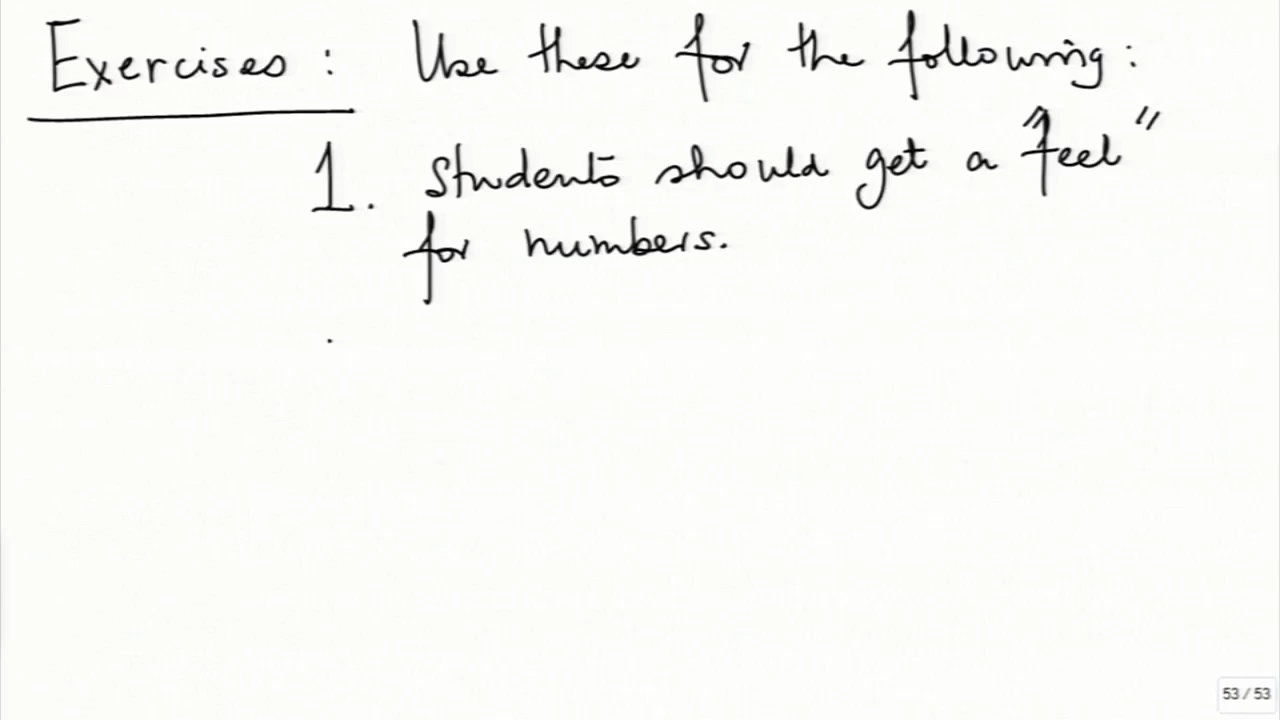 Exercises : Use these for the following :
1. Students should get a "feel"
for numbers.
53 / 53